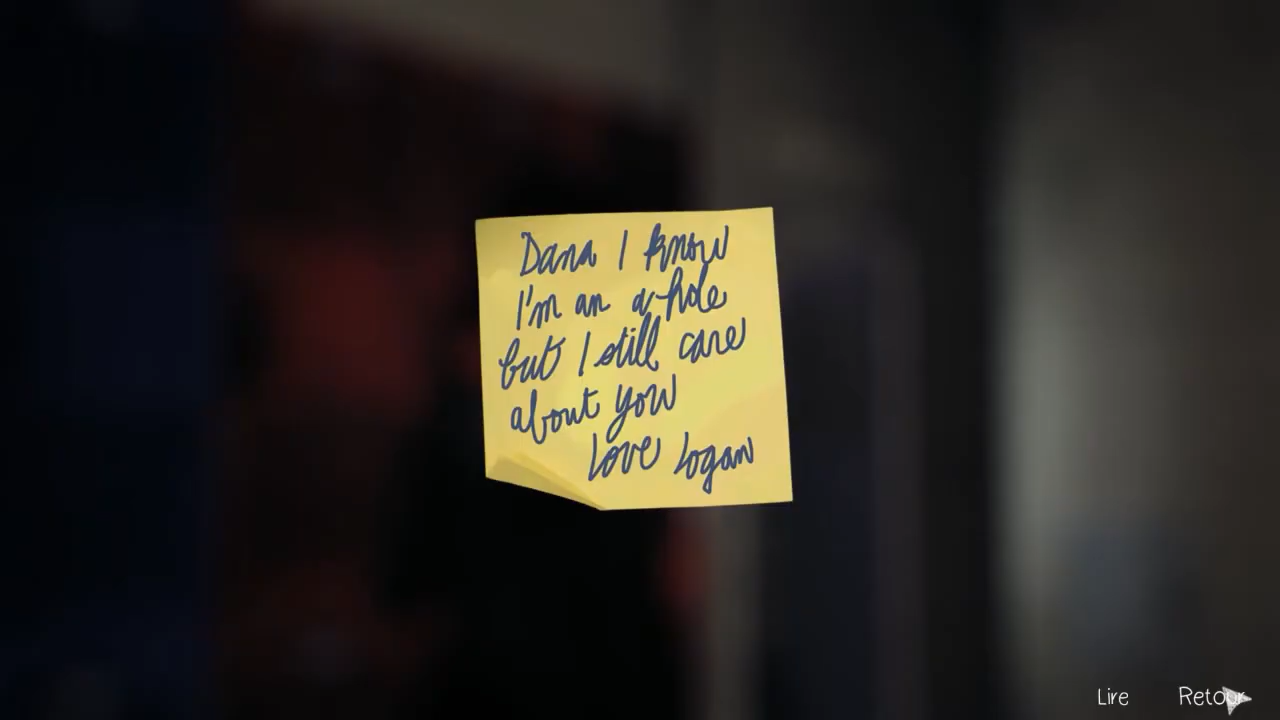 Dana I know
I'm an a-hole
but I still care
about you
Love Logan
Lire Retour